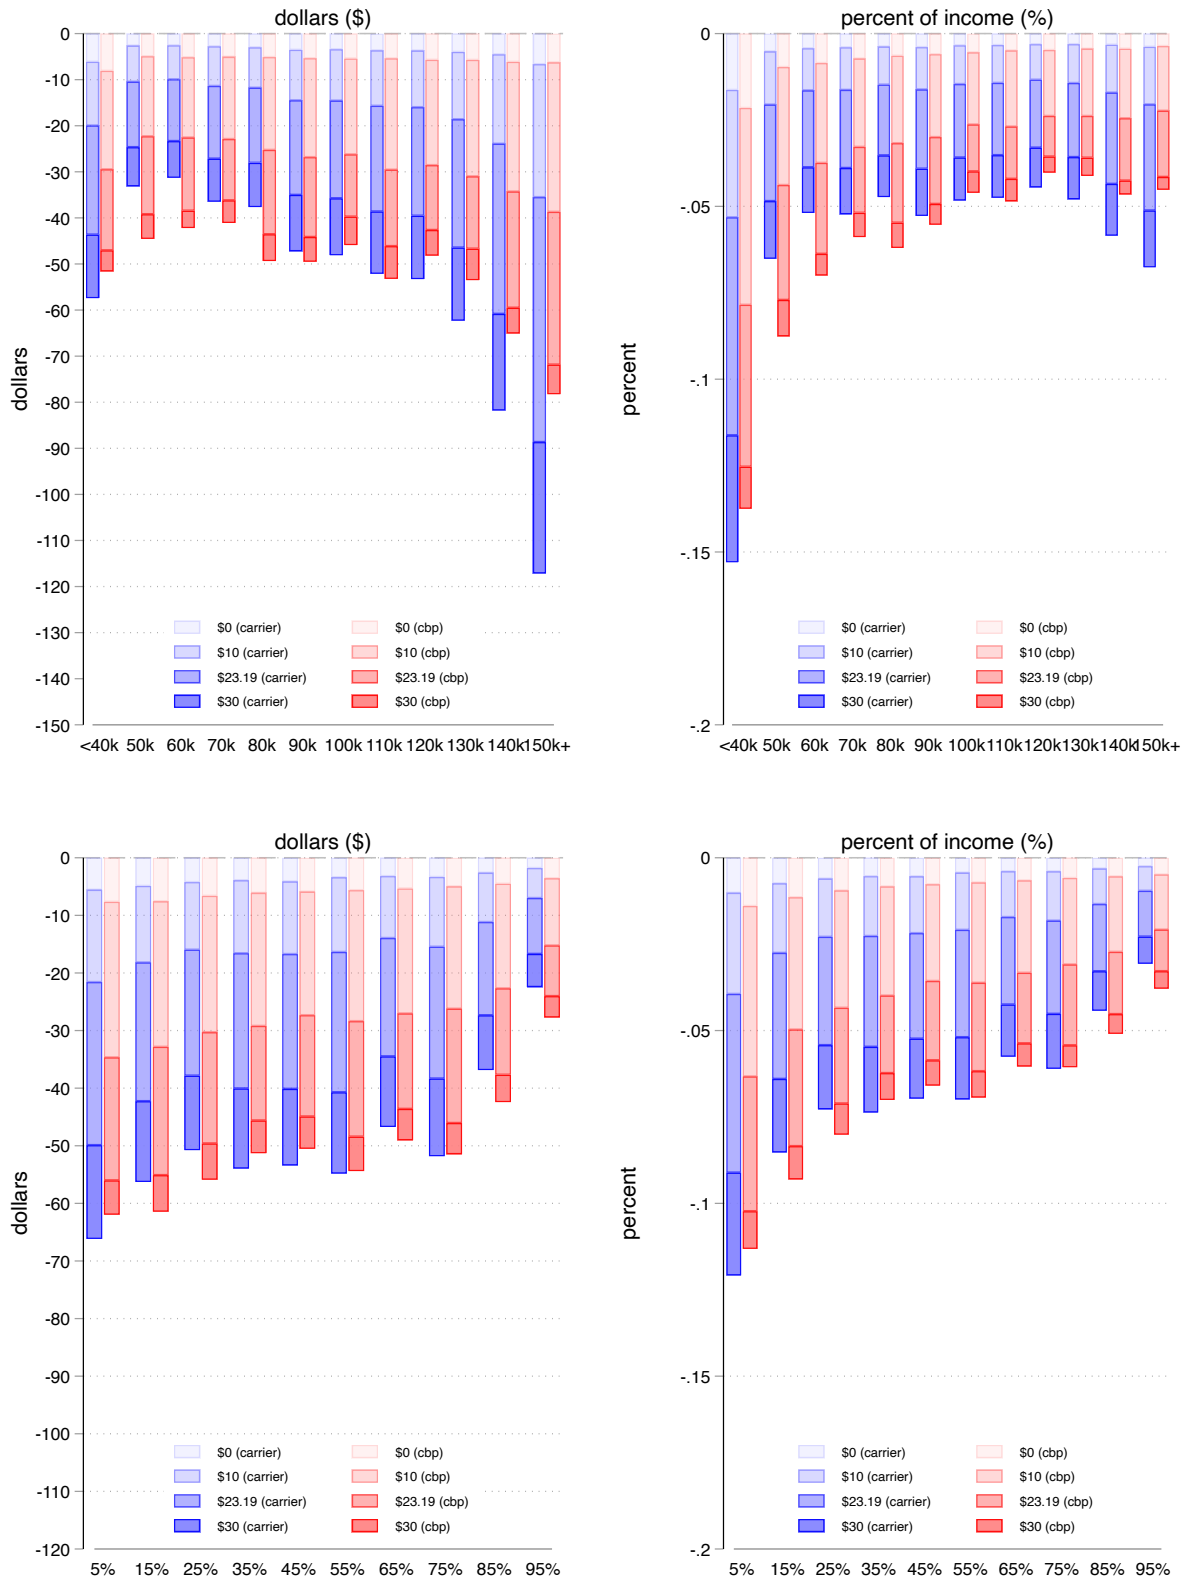 dollars ($)
percent of income (%)
0
-10
-20
-30
-40
-50
-60
-70
-80
-90
-100
-110
-120
-130
-140
-150
dollars
$0 (carrier) $0 (cbp)
$10 (carrier) $10 (cbp)
$23.19 (carrier) $23.19 (cbp)
$30 (carrier) $30 (cbp)
<40k 50k 60k 70k 80k 90k 100k 110k 120k 130k 140k 150k+
0
-.05
-.1
-.15
-.2
percent
$0 (carrier) $0 (cbp)
$10 (carrier) $10 (cbp)
$23.19 (carrier) $23.19 (cbp)
$30 (carrier) $30 (cbp)
<40k 50k 60k 70k 80k 90k 100k 110k 120k 130k 140k 150k+
dollars ($)
percent of income (%)
0
-10
-20
-30
-40
-50
-60
-70
-80
-90
-100
-110
-120
dollars
$0 (carrier) $0 (cbp)
$10 (carrier) $10 (cbp)
$23.19 (carrier) $23.19 (cbp)
$30 (carrier) $30 (cbp)
5% 15% 25% 35% 45% 55% 65% 75% 85% 95%
0
-.05
-.1
-.15
-.2
percent
$0 (carrier) $0 (cbp)
$10 (carrier) $10 (cbp)
$23.19 (carrier) $23.19 (cbp)
$30 (carrier) $30 (cbp)
5% 15% 25% 35% 45% 55% 65% 75% 85% 95%